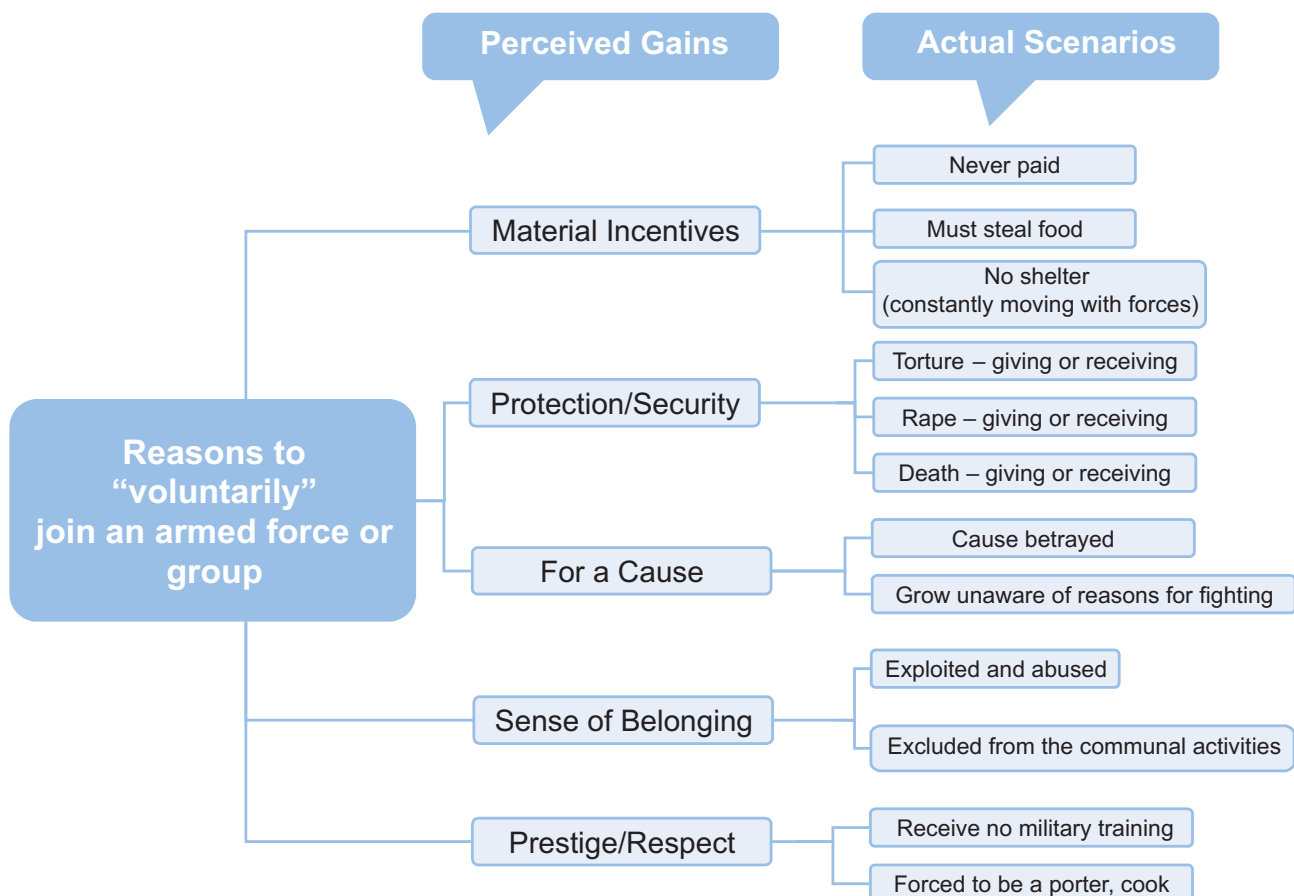 Perceived Gains
Actual Scenarios
Never paid
Material Incentives
Must steal food
No shelter
(constantly moving with forces)
Torture – giving or receiving
Protection/Security
Rape – giving or receiving
Death – giving or receiving
Reasons to
“voluntarily”
join an armed force or
group
Cause betrayed
For a Cause
Grow unaware of reasons for fighting
Exploited and abused
Sense of Belonging
Excluded from the communal activities
Receive no military training
Prestige/Respect
Forced to be a porter, cook